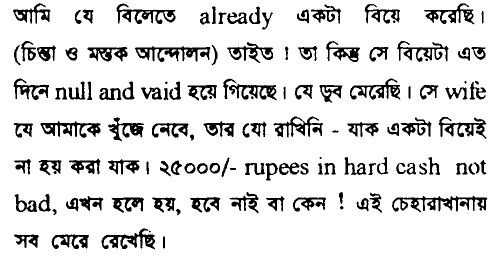 আমি যে বিলেতে already একটা বিয়ে করেছি।
(চিন্তা ও মস্তক আন্দোলন) তাইত ! তা কিন্তু সে বিয়েটা এত
দিনে null and vaid হয়ে গিয়েছে। যে ডুব মেরেছি। সে wife
যে আমাকে খুঁজে নেবে, তার যো রাখিনি - যাক একটা বিয়েই
না হয় করা যাক। ২৫০০০/- rupees in hard cash not
bad, এখন হলে হয়, হবে নাই বা কেন ! এই চেহারাখানায়
সব মেরে রেখেছি।